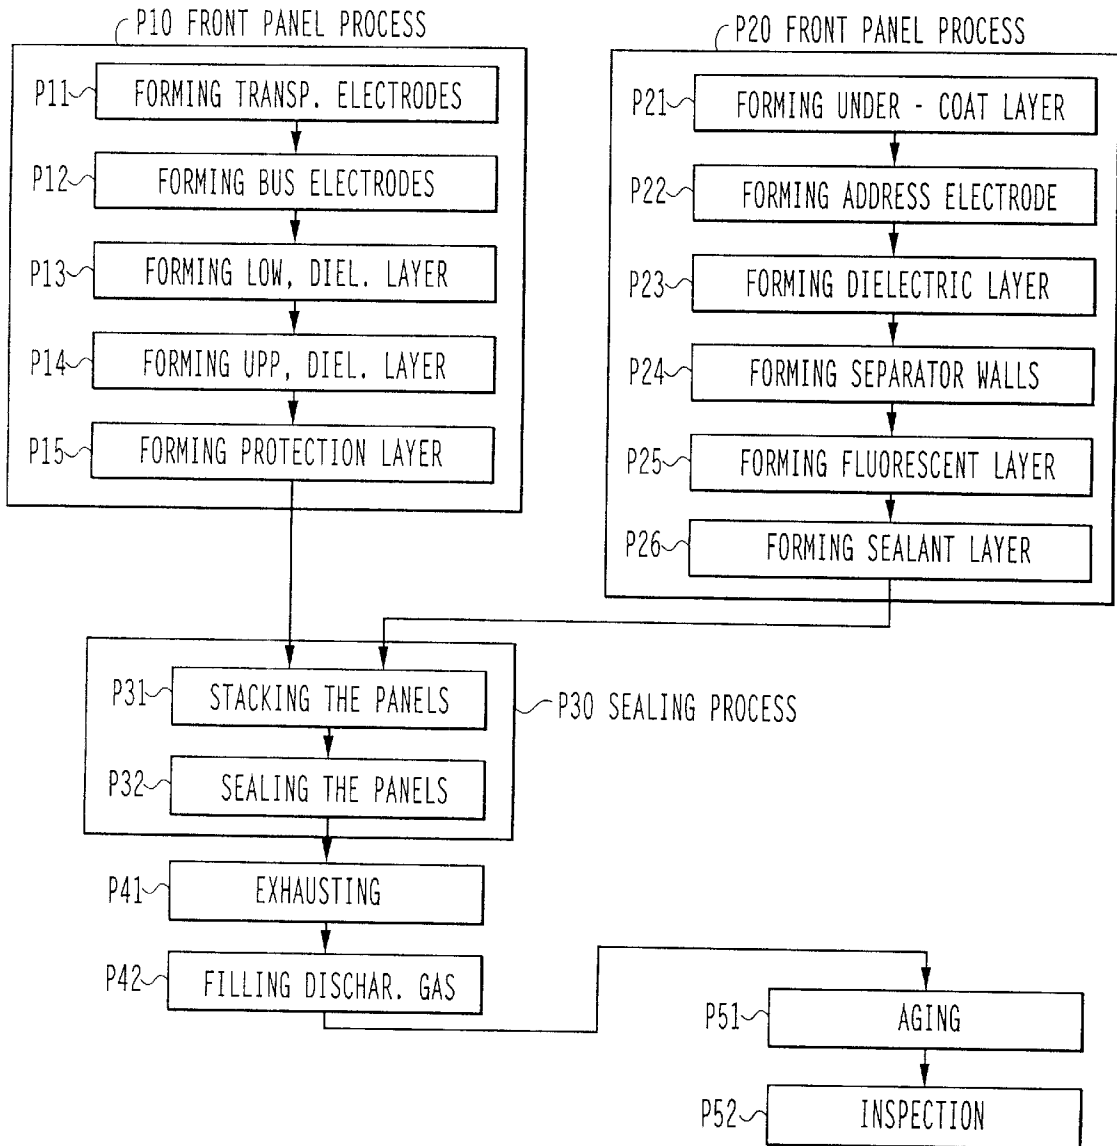 P10 FRONT PANEL PROCESS
P11 FORMING TRANSP. ELECTRODES
P12 FORMING BUS ELECTRODES
P13 FORMING LOW, DIEL. LAYER
P14 FORMING UPP, DIEL. LAYER
P15 FORMING PROTECTION LAYER
P20 FRONT PANEL PROCESS
P21 FORMING UNDER - COAT LAYER
P22 FORMING ADDRESS ELECTRODE
P23 FORMING DIELECTRIC LAYER
P24 FORMING SEPARATOR WALLS
P25 FORMING FLUORESCENT LAYER
P26 FORMING SEALANT LAYER
P31 STACKING THE PANELS
P30 SEALING PROCESS
P32 SEALING THE PANELS
P41 EXHAUSTING
P42 FILLING DISCHAR. GAS
P51 AGING
P52 INSPECTION